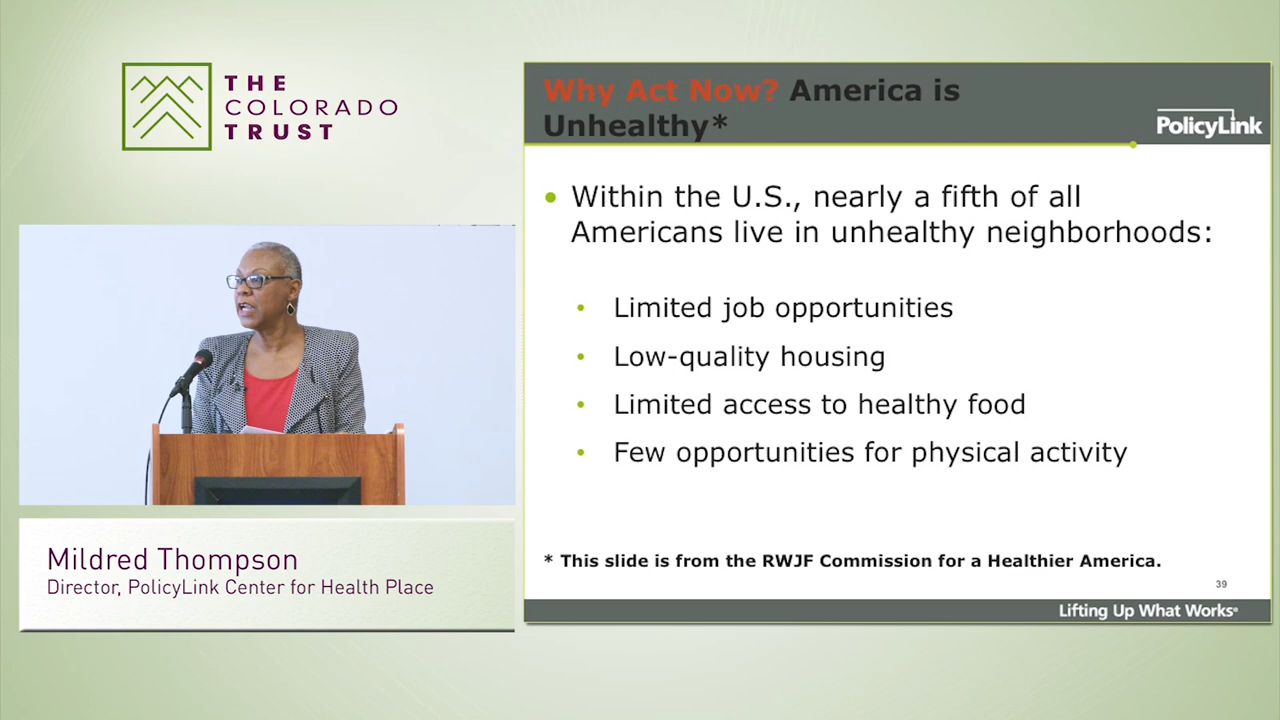 THE
COLORADO
TRUST
Mildred Thompson
Director, PolicyLink Center for Health Place
Why Act Now? America is
Unhealthy*
PolicyLink
• Within the U.S., nearly a fifth of all
Americans live in unhealthy neighborhoods:
• Limited job opportunities
• Low-quality housing
• Limited access to healthy food
• Few opportunities for physical activity
* This slide is from the RWJF Commission for a Healthier America.
39
Lifting Up What Works®